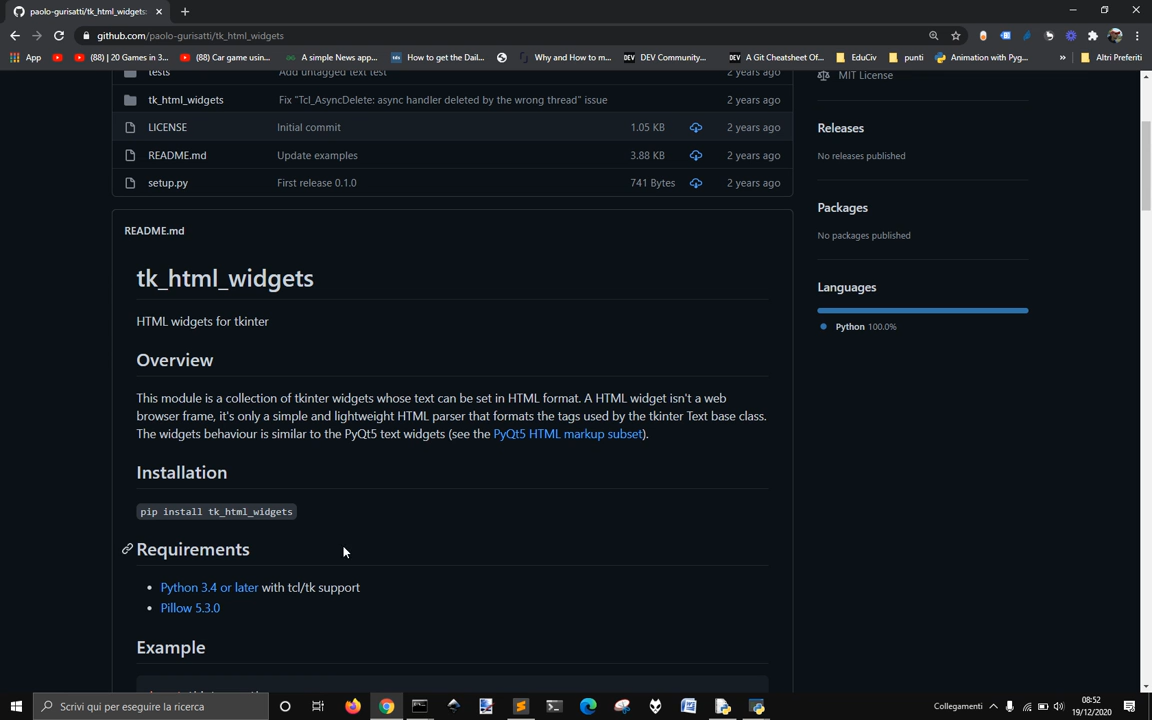 paolo-gurisatti/tk_html_widgets:
github.com/paolo-gurisatti/tk_html_widgets
App
(88) | 20 Games in 3...
(88) Car game usin...
A simple News app...
How to get the Dail...
Why and How to m...
DEV Community...
A Git Cheatsheet Of...
EduCiv
punti
Animation with Pyg...
»
Altri Preferiti
tests Add untagged text test 2 years ago
MIT License
tk_html_widgets Fix "Tcl_AsyncDelete: async handler deleted by the wrong thread" issue 2 years ago
LICENSE Initial commit 1.05 KB 2 years ago
README.md Update examples 3.88 KB 2 years ago
setup.py First release 0.1.0 741 Bytes 2 years ago
Releases
No releases published
Packages
No packages published
Languages
Python 100.0%
README.md
tk_html_widgets
HTML widgets for tkinter
Overview
This module is a collection of tkinter widgets whose text can be set in HTML format. A HTML widget isn't a web
browser frame, it's only a simple and lightweight HTML parser that formats the tags used by the tkinter Text base class.
The widgets behaviour is similar to the PyQt5 text widgets (see the PyQt5 HTML markup subset).
Installation
pip install tk_html_widgets
Requirements
Python 3.4 or later with tcl/tk support
Pillow 5.3.0
Example
Scrivi qui per eseguire la ricerca
Collegamenti
08:52
19/12/2020